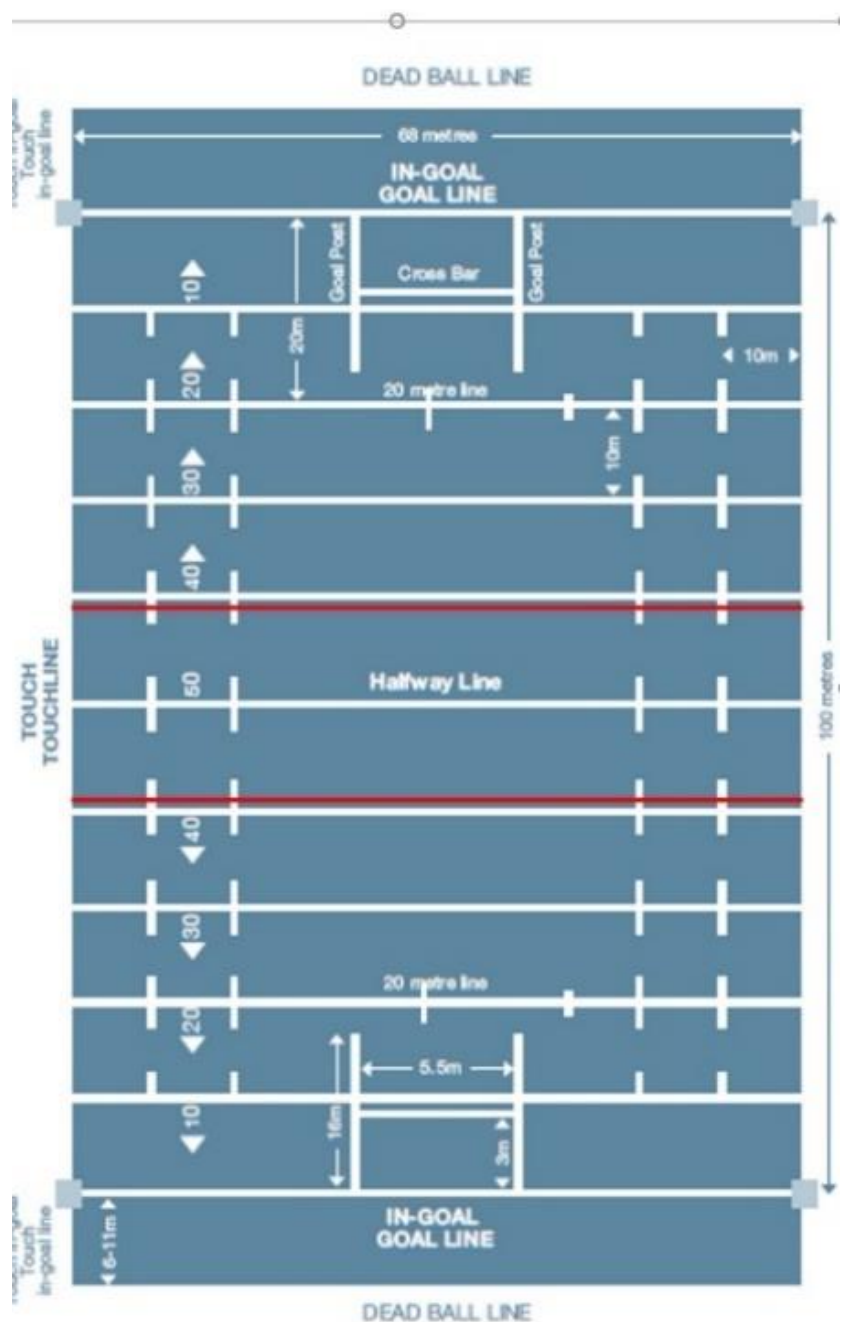 DEAD BALL LINE
Touch
in-goal line
68 metres
IN-GOAL
GOAL LINE
Goal Post
Goal Post
Cross Bar
10
20m
20
10m
20 metre line
30
10m
40
TOUCH
TOUCHLINE
50
Halfway Line
100 metres
40
30
20 metre line
20
5.5m
10
16m
3m
Touch
in-goal line
6-11m
IN-GOAL
GOAL LINE
DEAD BALL LINE